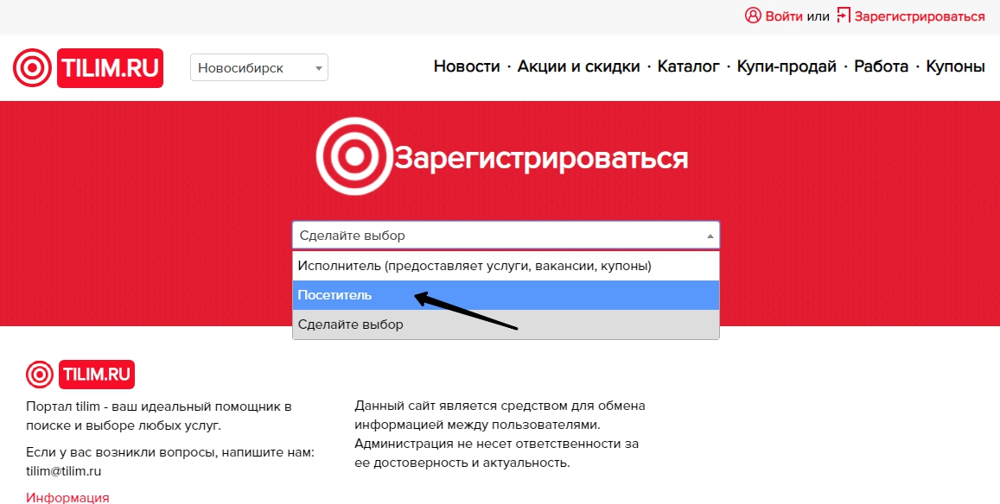 Войти или Зарегистрироваться
TILIM.RU
Новосибирск
Новости · Акции и скидки · Каталог · Купи-продай · Работа · Купоны
Зарегистрироваться
Сделайте выбор
Исполнитель (предоставляет услуги, вакансии, купоны)
Посетитель
Сделайте выбор
TILIM.RU
Портал tilim - ваш идеальный помощник в
поиске и выборе любых услуг.
Если у вас возникли вопросы, напишите нам:
tilim@tilim.ru
Информация
Данный сайт является средством для обмена
информацией между пользователями.
Администрация не несет ответственности за
ее достоверность и актуальность.